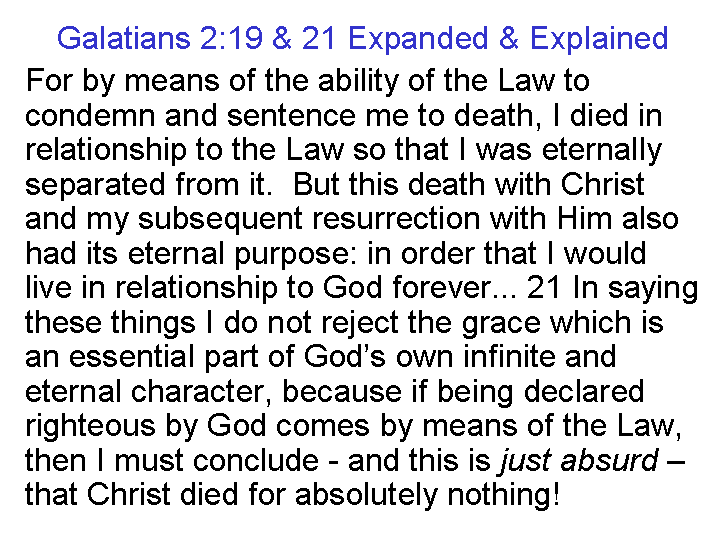 Galatians 2:19 & 21 Expanded & Explained
For by means of the ability of the Law to
condemn and sentence me to death, I died in
relationship to the Law so that I was eternally
separated from it.  But this death with Christ
and my subsequent resurrection with Him also
had its eternal purpose: in order that I would
live in relationship to God forever... 21 In saying
these things I do not reject the grace which is
an essential part of God’s own infinite and
eternal character, because if being declared
righteous by God comes by means of the Law,
then I must conclude - and this is just absurd –
that Christ died for absolutely nothing!